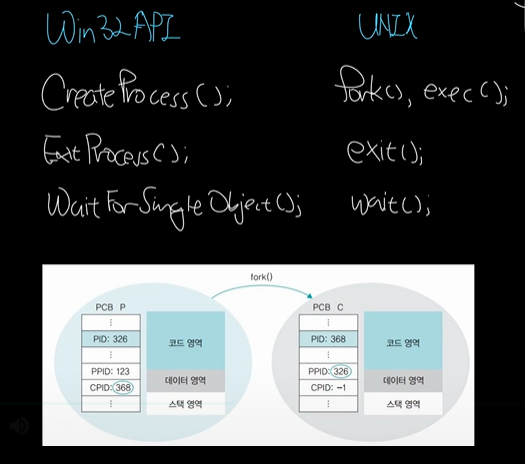 Win32API UNIX
CreateProcess(); fork(), exec();
ExitProcess(); exit();
WaitForSingleObject(); wait();
fork()
PCB P
⋮
PID: 326
⋮
PPID: 123
CPID: 368
⋮
코드 영역
데이터 영역
스택 영역
PCB C
⋮
PID: 368
⋮
PPID: 326
CPID: −1
⋮
코드 영역
데이터 영역
스택 영역